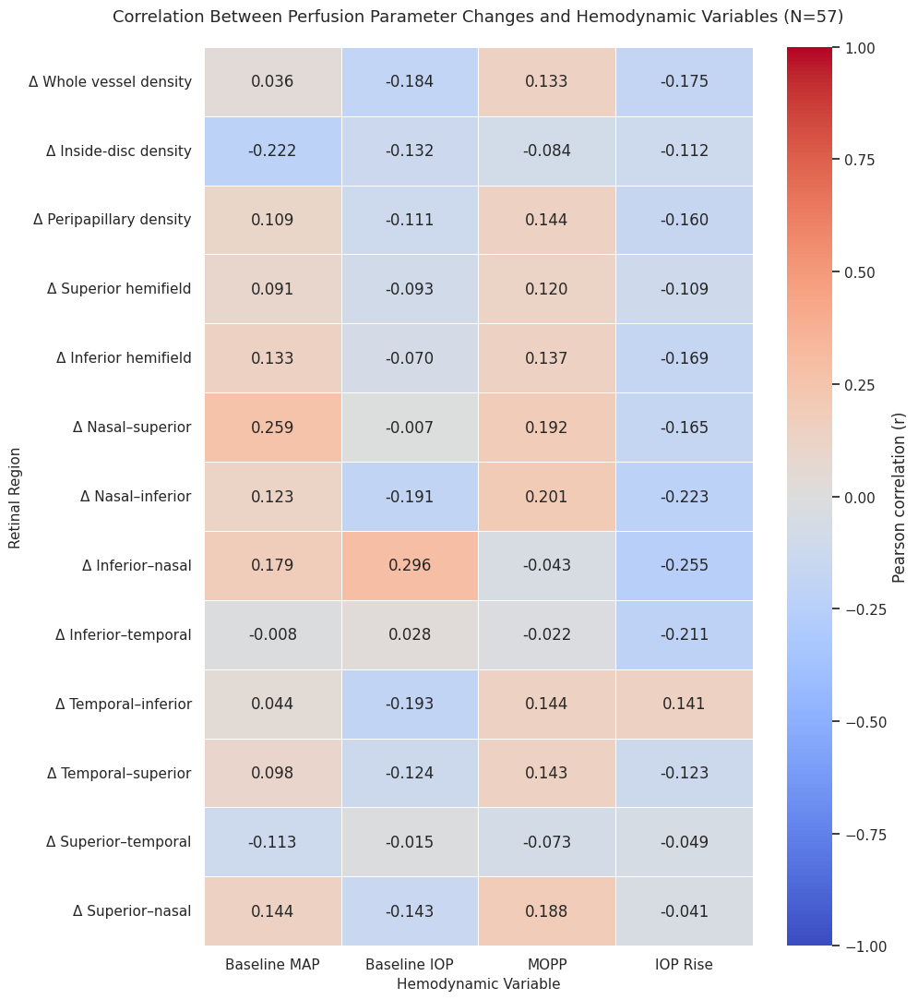 Correlation Between Perfusion Parameter Changes and Hemodynamic Variables (N=57)
Δ Whole vessel density 0.036 -0.184 0.133 -0.175
Δ Inside-disc density -0.222 -0.132 -0.084 -0.112
Δ Peripapillary density 0.109 -0.111 0.144 -0.160
Δ Superior hemifield 0.091 -0.093 0.120 -0.109
Δ Inferior hemifield 0.133 -0.070 0.137 -0.169
Δ Nasal–superior 0.259 -0.007 0.192 -0.165
Δ Nasal–inferior 0.123 -0.191 0.201 -0.223
Δ Inferior–nasal 0.179 0.296 -0.043 -0.255
Δ Inferior–temporal -0.008 0.028 -0.022 -0.211
Δ Temporal–inferior 0.044 -0.193 0.144 0.141
Δ Temporal–superior 0.098 -0.124 0.143 -0.123
Δ Superior–temporal -0.113 -0.015 -0.073 -0.049
Δ Superior–nasal 0.144 -0.143 0.188 -0.041
Baseline MAP Baseline IOP MOPP IOP Rise
Hemodynamic Variable
Retinal Region
1.00
0.75
0.50
0.25
0.00
−0.25
−0.50
−0.75
−1.00
Pearson correlation (r)